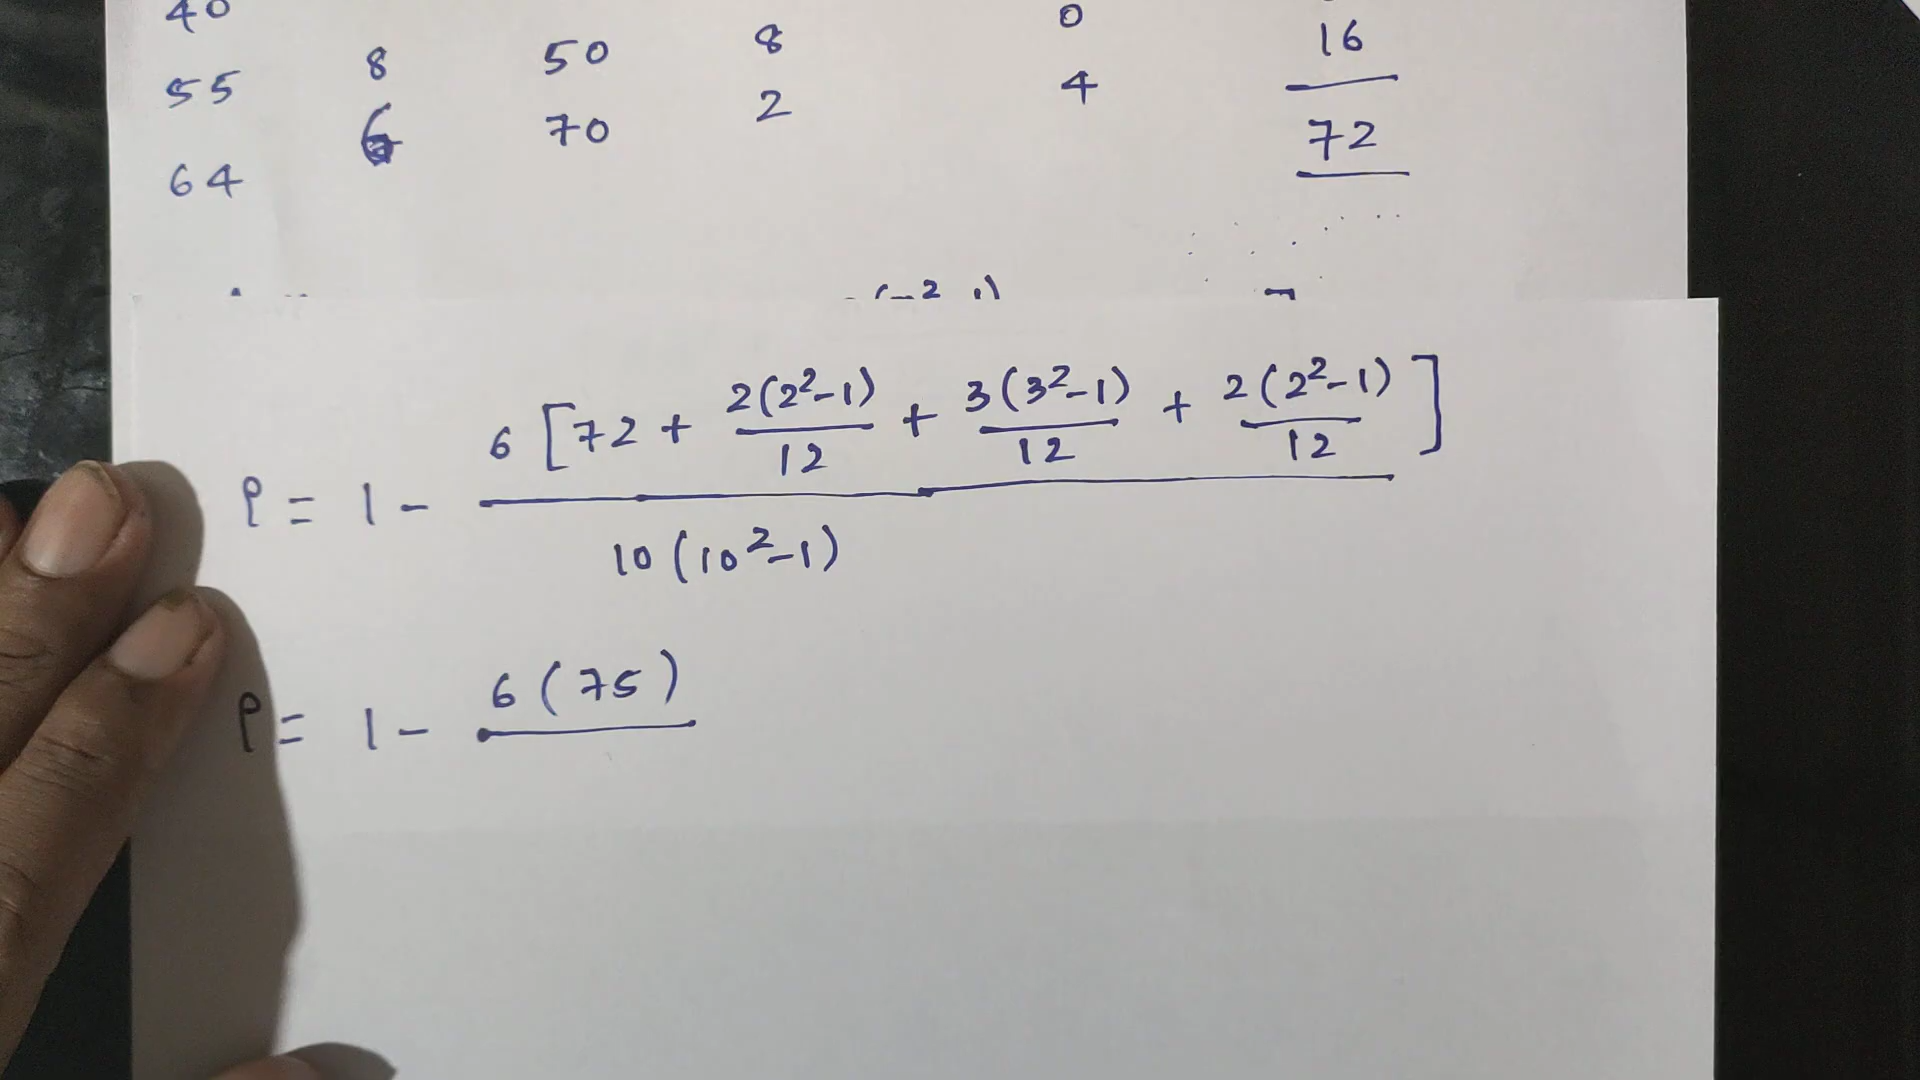 40 0
55 8 50 8 4 16
64 6 70 2 72
ρ = 1 - 6 [72 + 2(2²-1)/12 + 3(3²-1)/12 + 2(2²-1)/12] / 10(10²-1)
ρ = 1 - 6(75)